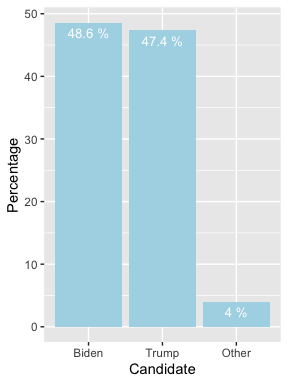 50
48.6 %
47.4 %
40
30
20
10
4 %
0
Percentage
Biden
Trump
Other
Candidate